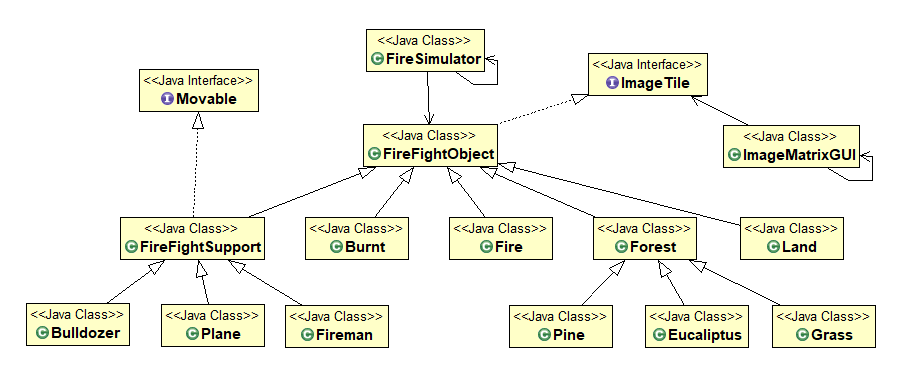 <<Java Class>>
FireSimulator
<<Java Interface>>
Movable
<<Java Interface>>
ImageTile
<<Java Class>>
FireFightObject
<<Java Class>>
ImageMatrixGUI
<<Java Class>>
FireFightSupport
<<Java Class>>
Burnt
<<Java Class>>
Fire
<<Java Class>>
Forest
<<Java Class>>
Land
<<Java Class>>
Bulldozer
<<Java Class>>
Plane
<<Java Class>>
Fireman
<<Java Class>>
Pine
<<Java Class>>
Eucaliptus
<<Java Class>>
Grass